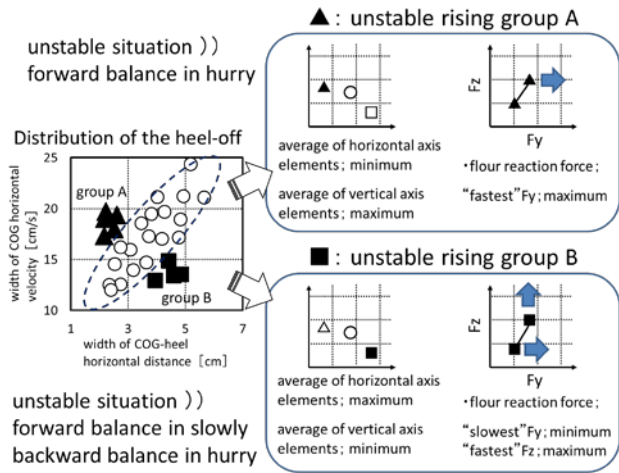 unstable situation ))
forward balance in hurry
Distribution of the heel-off
25
20
15
10
1
3
5
7
width of COG horizontal
velocity [cm/s]
group A
group B
width of COG-heel
horizontal distance [cm]
unstable situation ))
forward balance in slowly
backward balance in hurry
▲ : unstable rising group A
Fz
Fy
average of horizontal axis
elements; minimum
average of vertical axis
elements; maximum
・flour reaction force;
“fastest”Fy; maximum
■ : unstable rising group B
Fz
Fy
average of horizontal axis
elements; maximum
average of vertical axis
elements; minimum
・flour reaction force;
“slowest”Fy; minimum
“fastest”Fz; maximum